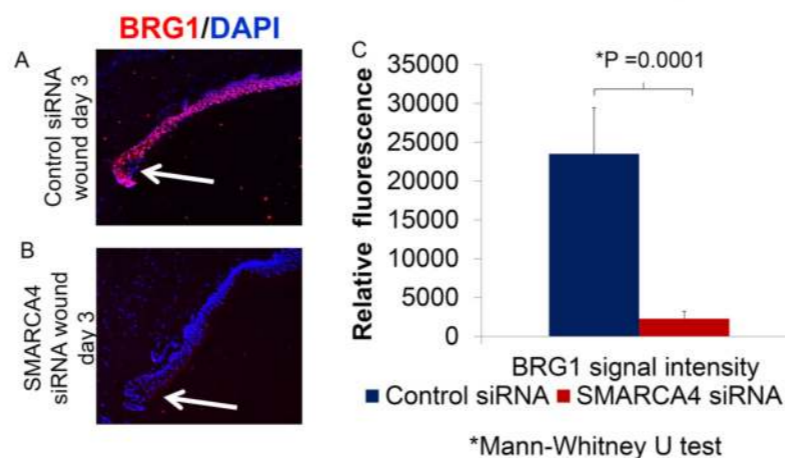 BRG1/DAPI
A
Control siRNA
wound day 3
B
SMARCA4
siRNA wound
day 3
C
*P =0.0001
Relative fluorescence
35000
30000
25000
20000
15000
10000
5000
0
BRG1 signal intensity
Control siRNA SMARCA4 siRNA
*Mann-Whitney U test